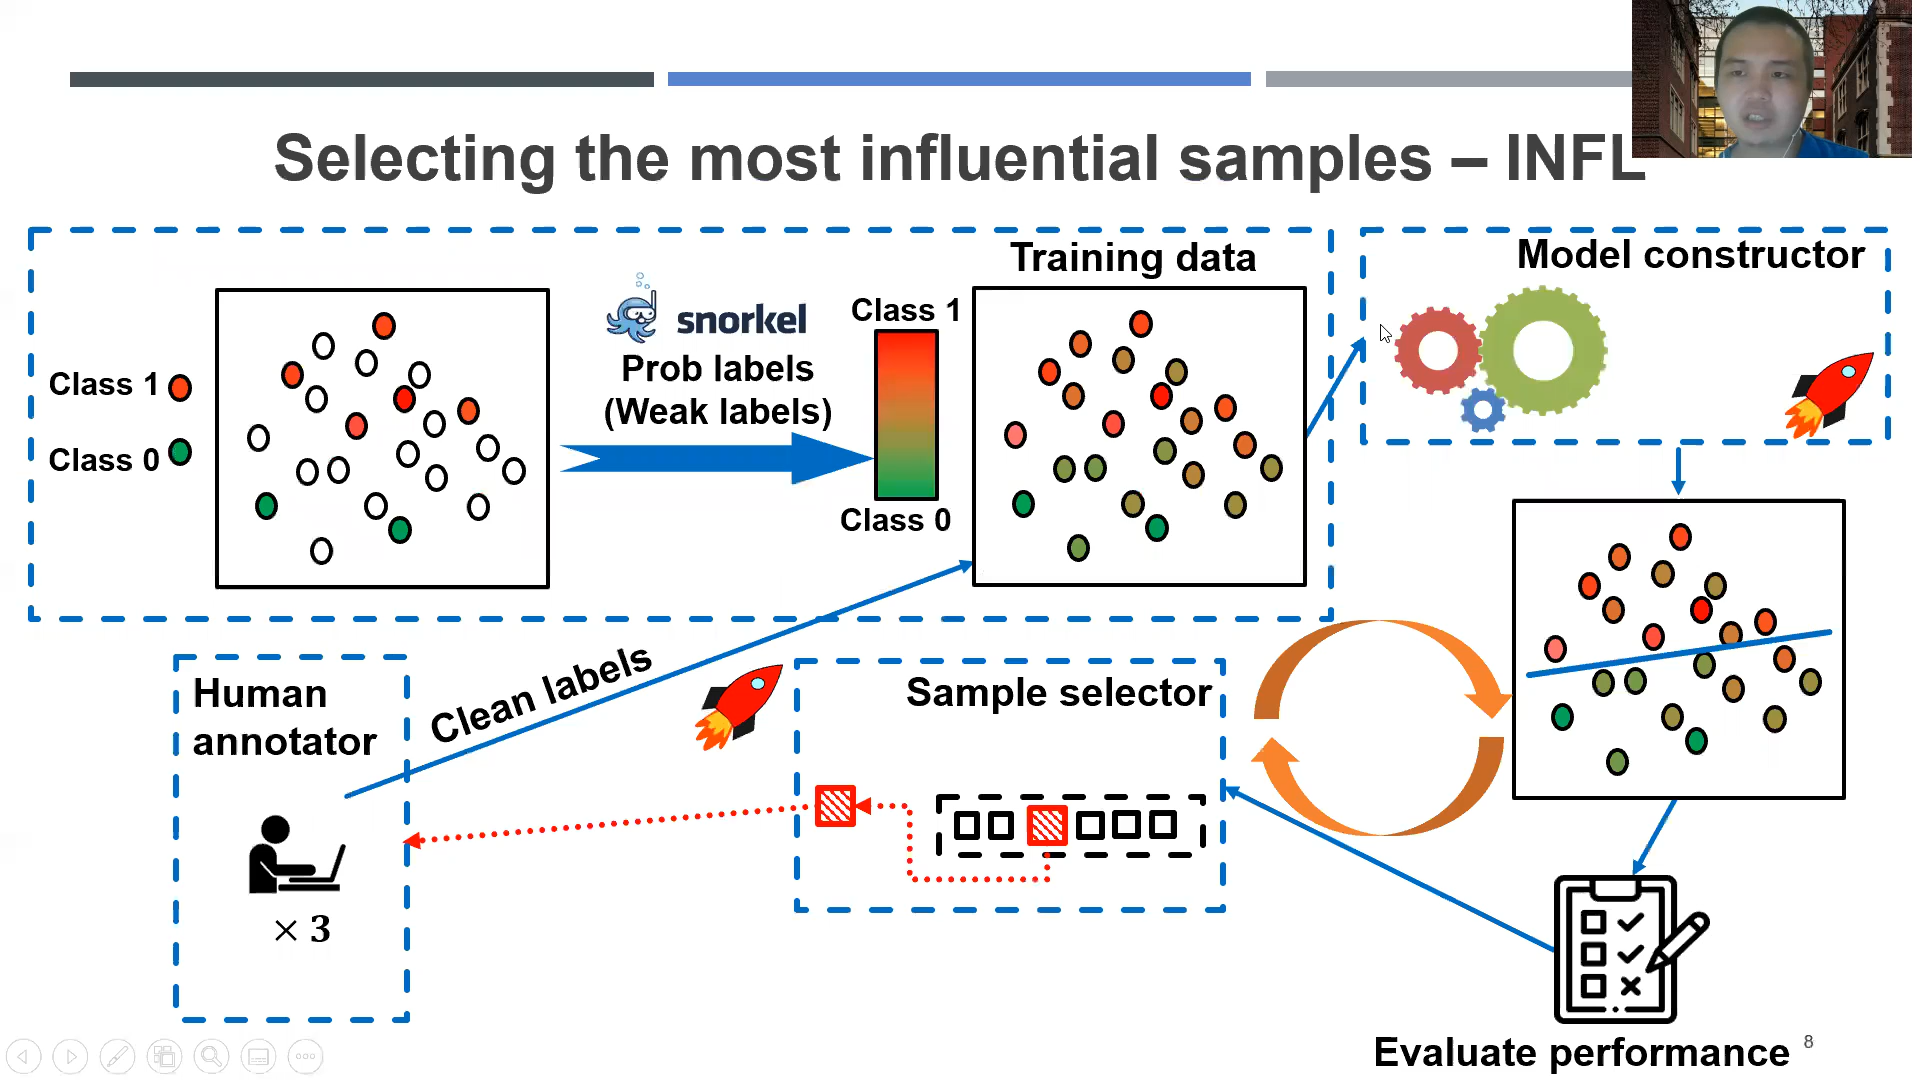 Selecting the most influential samples – INFL
Class 1
Class 0
snorkel
Prob labels
(Weak labels)
Class 1
Class 0
Training data
Model constructor
Human
annotator
× 3
Clean labels
Sample selector
Evaluate performance
8